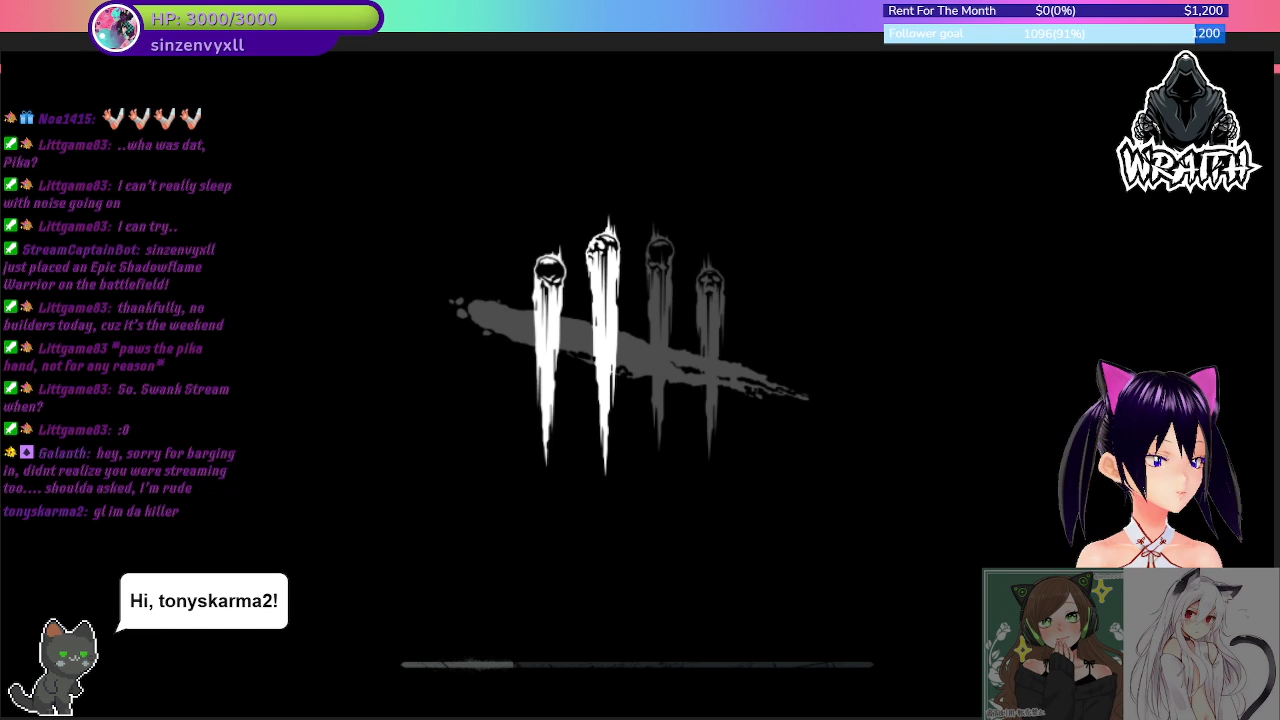 HP: 3000/3000
sinzenvyxll
Rent For The Month $0(0%) $1,200
Follower goal 1096(91%) 1200
WRAITH
Noa1415:
Littgame83: ..wha was dat,
Pika?
Littgame83: I can't really sleep
with noise going on
Littgame83: I can try..
StreamCaptainBot: sinzenvyxll
just placed an Epic Shadowflame
Warrior on the battlefield!
Littgame83: thankfully, no
builders today, cuz it's the weekend
Littgame83 *paws the pika
hand, not for any reason*
Littgame83: So. Swank Stream
when?
Littgame83: :0
Galanth: hey, sorry for barging
in, didnt realize you were streaming
too.... shoulda asked, I'm rude
tonyskarma2: gl im da killer
Hi, tonyskarma2!